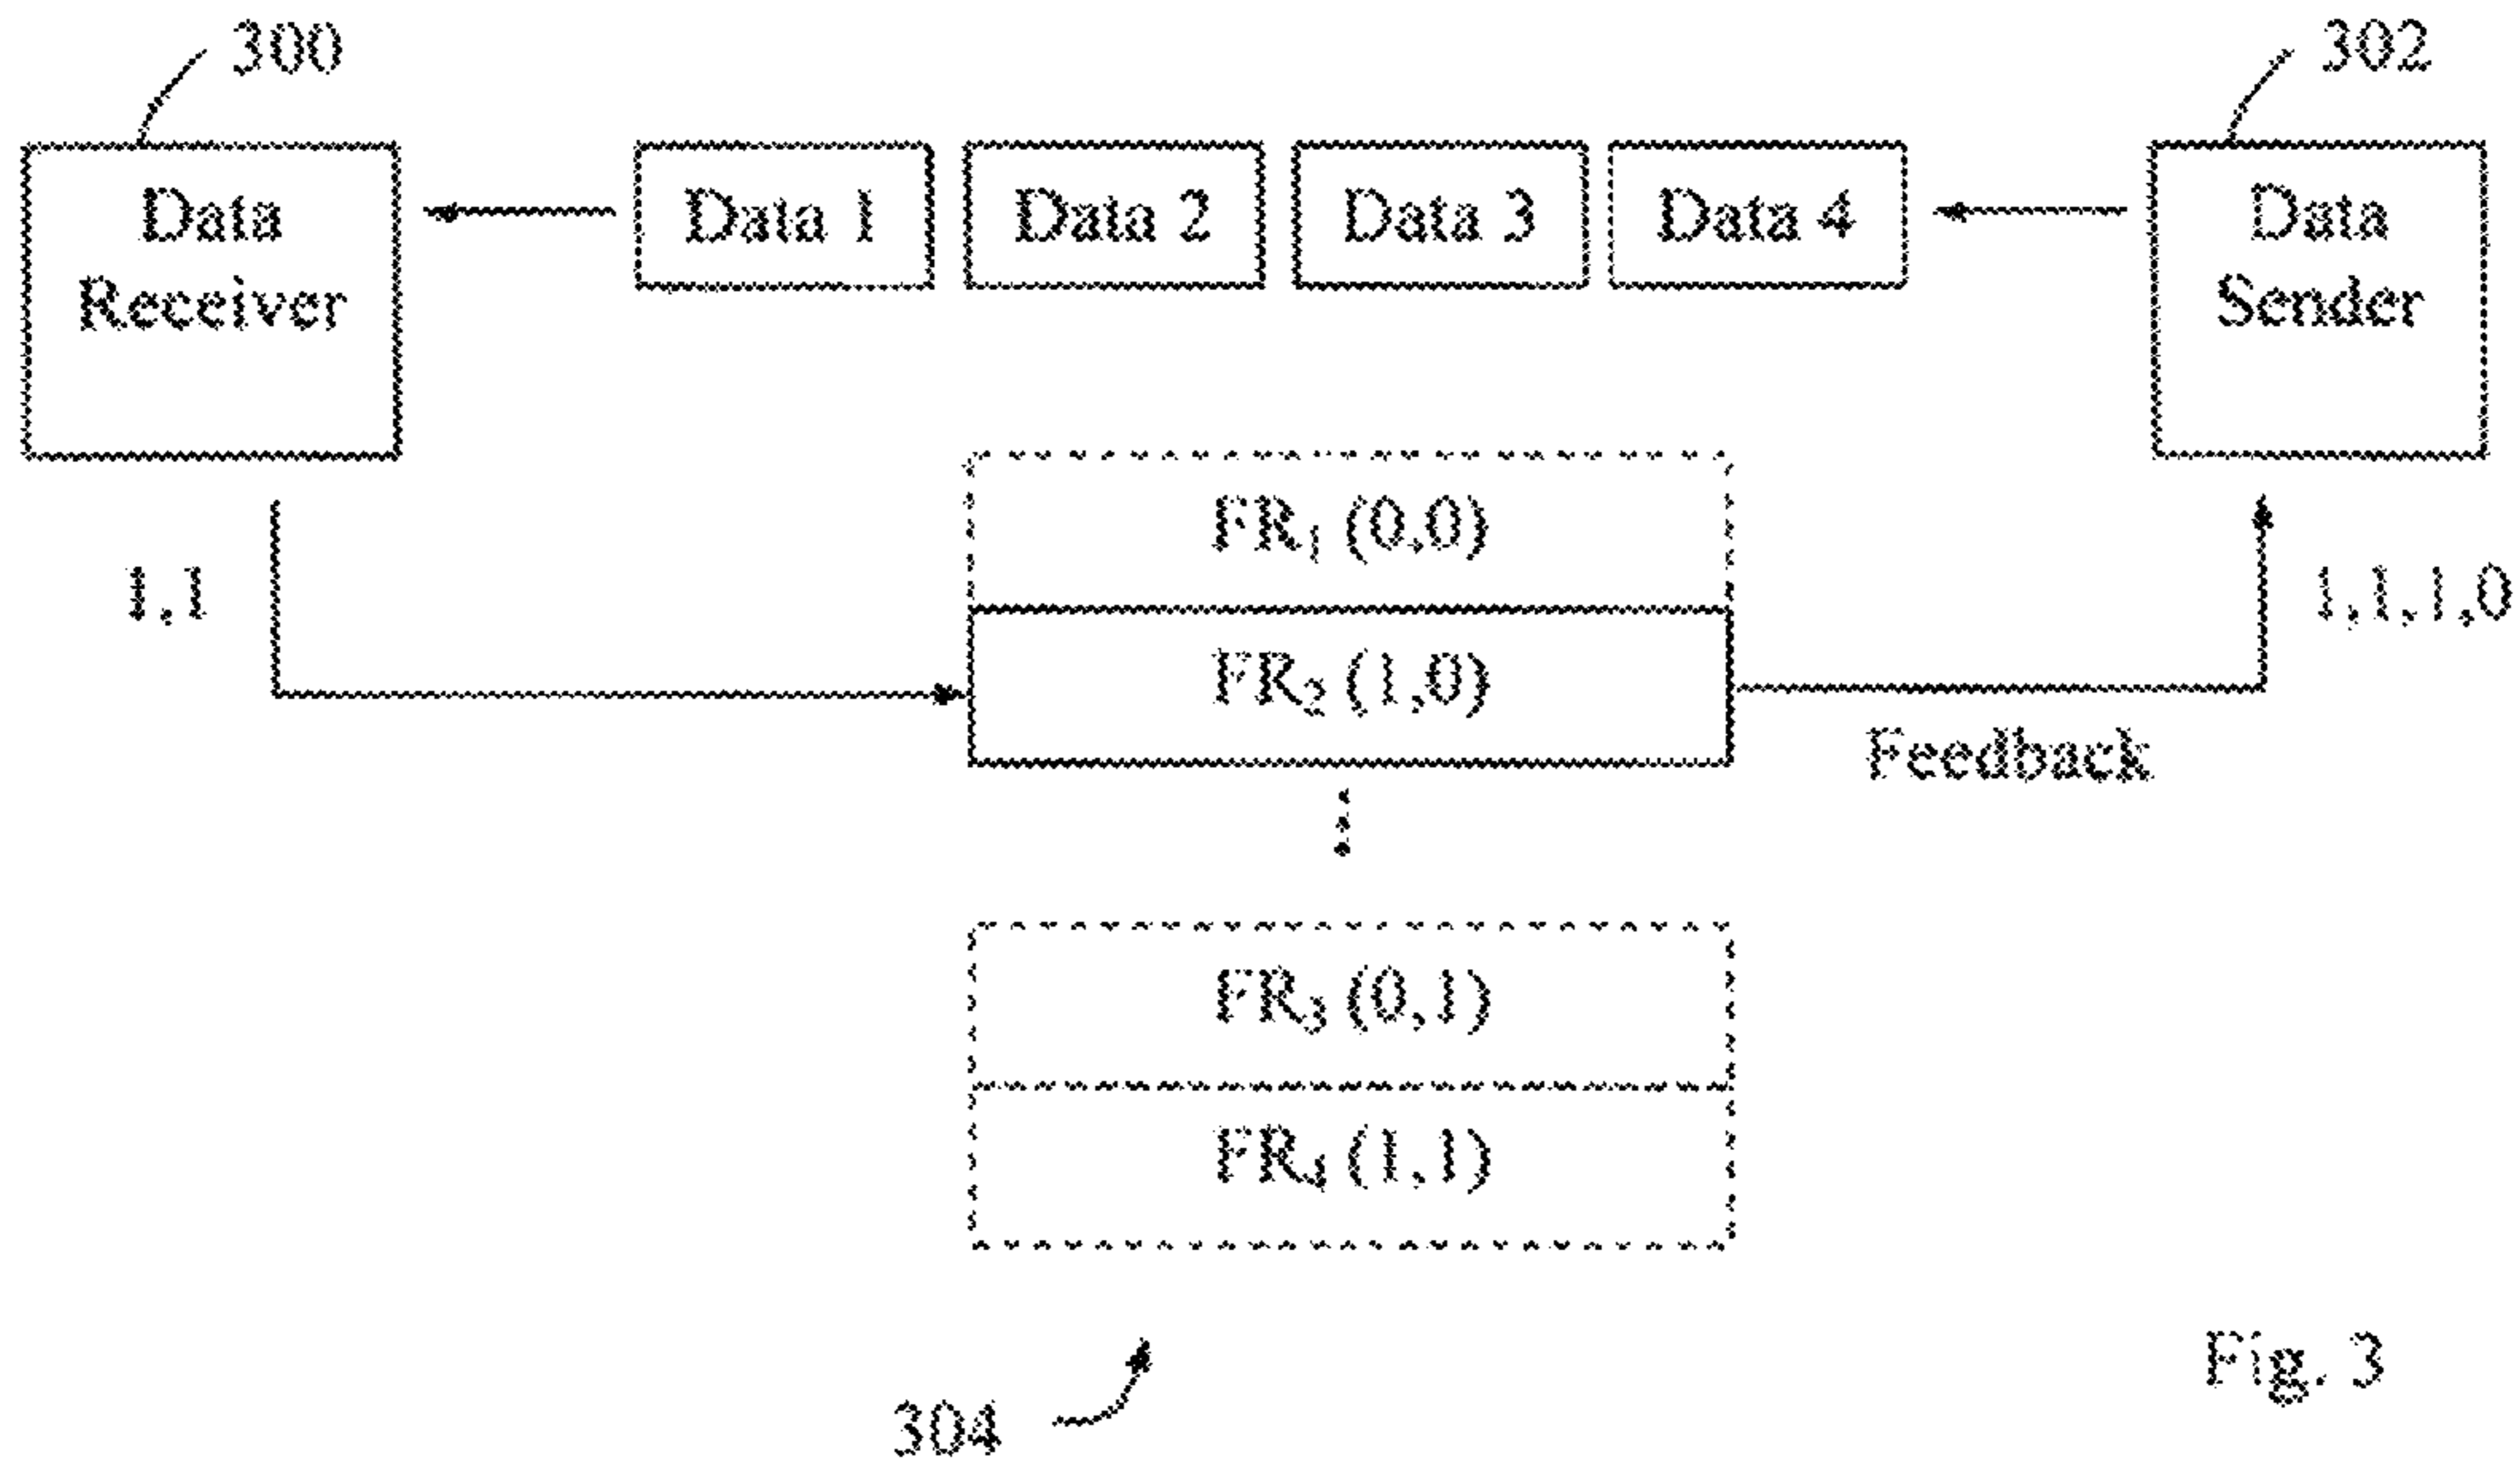 300
302
Data
Receiver
Data 1
Data 2
Data 3
Data 4
Data
Sender
FR₁ (0,0)
1,1
1,1,1,0
FR₂ (1,0)
Feedback
FR₃ (0,1)
FR₄ (1,1)
Fig. 3
304